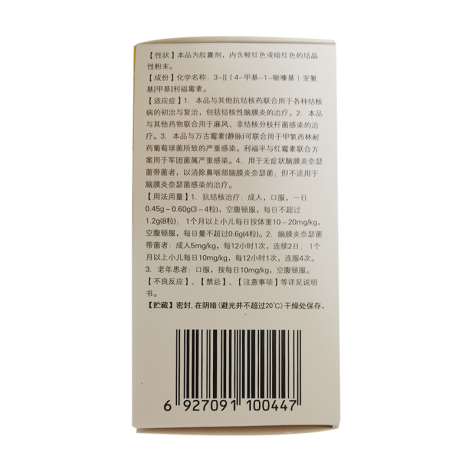 【性状】本品为胶囊剂，内含鲜红色或暗红色的结晶
性粉末。
【成份】化学名称：3-[[（4-甲基-1-哌嗪基）亚氨
基]甲基]利福霉素。
【适应症】1．本品与其他抗结核药联合用于各种结核
病的初治与复治，包括结核性脑膜炎的治疗。2．本品
与其他药物联合用于麻风、非结核分枝杆菌感染的治
疗。3．本品与万古霉素(静脉)可联合用于甲氧西林耐
药葡萄球菌所致的严重感染。利福平与红霉素联合方
案用于军团菌属严重感染。4．用于无症状脑膜炎奈瑟
菌带菌者，以消除鼻咽部脑膜炎奈瑟菌；但不适用于
脑膜炎奈瑟菌感染的治疗。
【用法用量】1．抗结核治疗：成人，口服，一日
0.45g～0.60g(3～4粒)，空腹顿服，每日不超过
1.2g(8粒)；1个月以上小儿每日按体重10～20mg/kg，
空腹顿服，每日量不超过0.6g(4粒)。2．脑膜炎奈瑟菌
带菌者：成人5mg/kg，每12小时1次，连续2日；1个
月以上小儿每日10mg/kg，每12小时1次，连服4次。
3．老年患者：口服，按每日10mg/kg，空腹顿服。
【不良反应】、【禁忌】、【注意事项】等详见说明
书。
【贮藏】密封，在阴暗(避光并不超过20℃)干燥处保存。
6 927091 100447